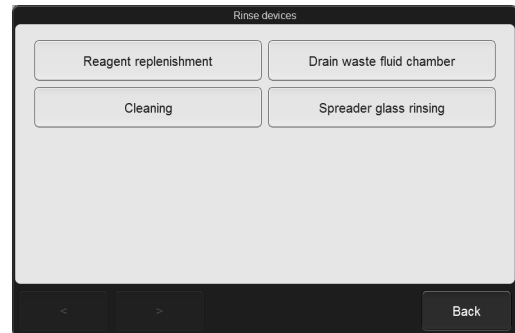 Rinse devices
Reagent replenishment
Drain waste fluid chamber
Cleaning
Spreader glass rinsing
< >
Back